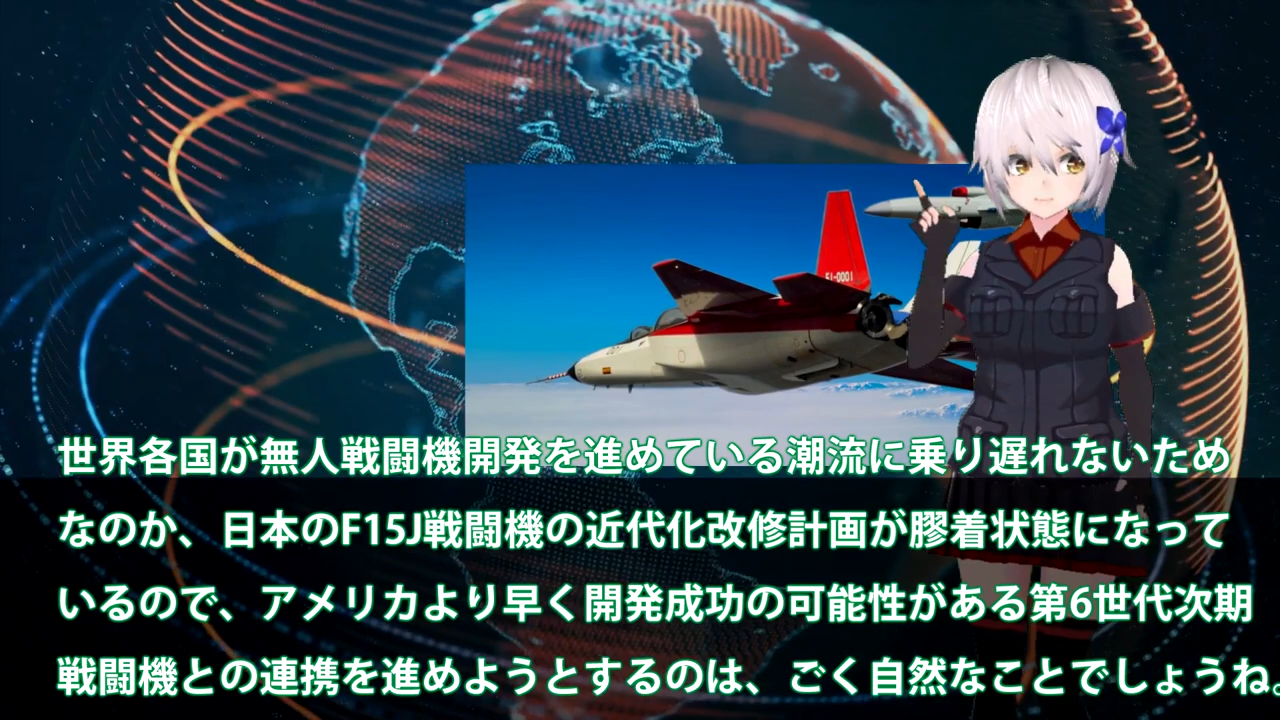 51-0001
世界各国が無人戦闘機開発を進めている潮流に乗り遅れないため
なのか、日本のF15J戦闘機の近代化改修計画が膠着状態になって
いるので、アメリカより早く開発成功の可能性がある第6世代次期
戦闘機との連携を進めようとするのは、ごく自然なことでしょうね。